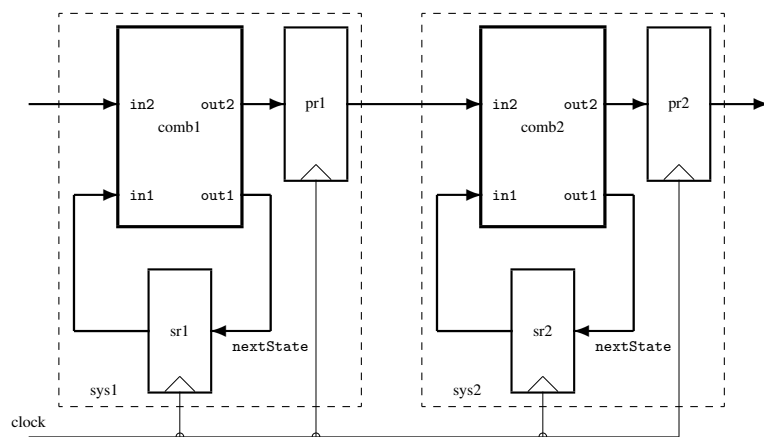 in2 out2
comb1
in1 out1
pr1
sr1
nextState
sys1
in2 out2
comb2
in1 out1
pr2
sr2
nextState
sys2
clock